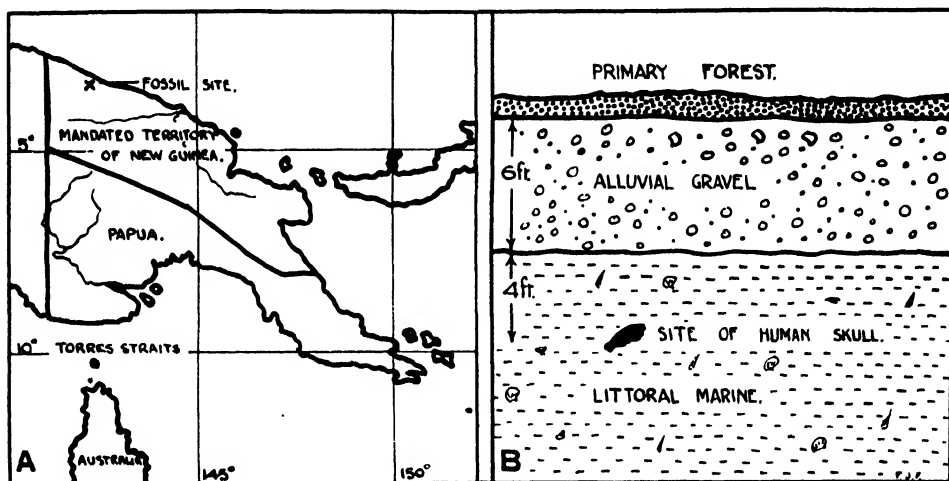 FOSSIL SITE.
MANDATED TERRITORY
OF NEW GUINEA.
5°
PAPUA.
10°
TORRES STRAITS
AUSTRALIA
A
145°
150°
PRIMARY FOREST.
6ft.
ALLUVIAL GRAVEL
4ft.
SITE OF HUMAN SKULL.
LITTORAL MARINE.
B